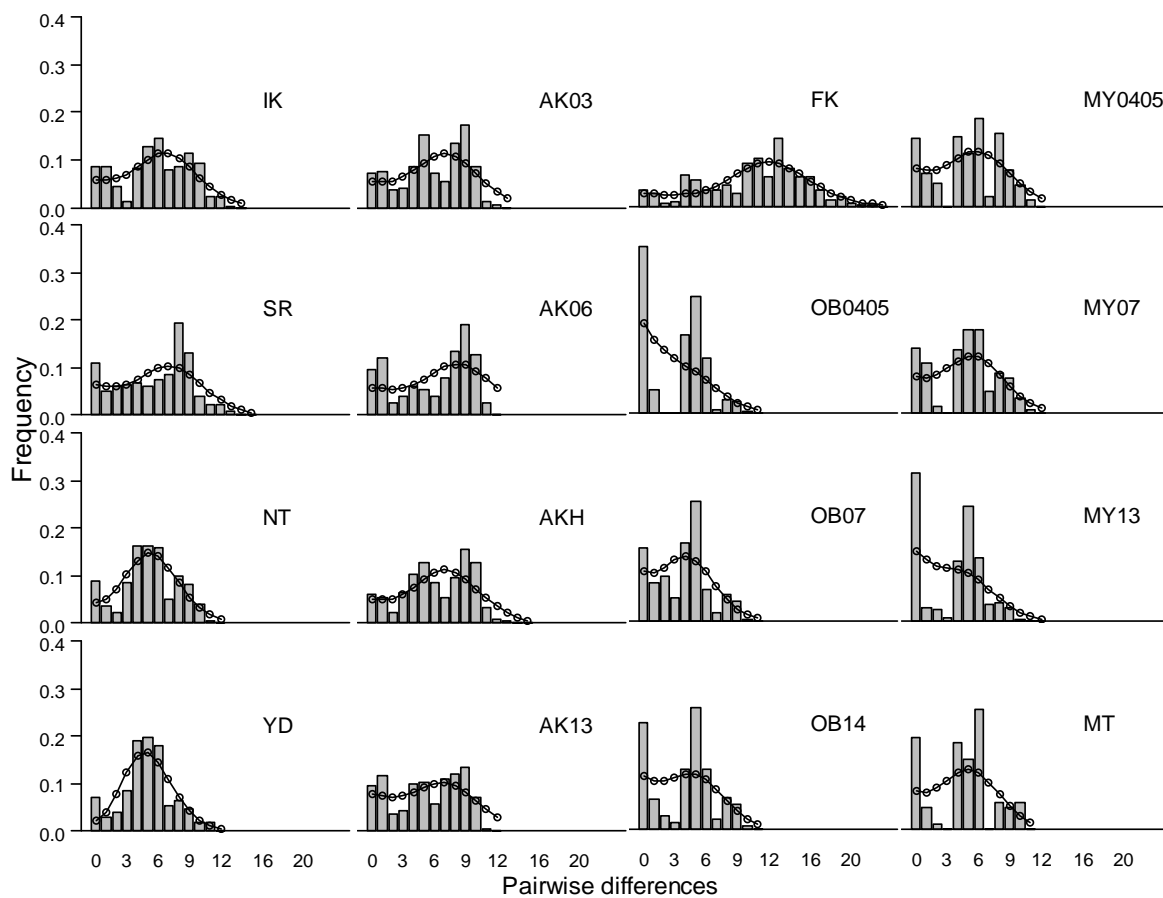 0.4
0.3
0.2
0.1
0.0
IK
AK03
FK
MY0405
0.4
0.3
0.2
0.1
0.0
SR
AK06
OB0405
MY07
Frequency
0.4
0.3
0.2
0.1
0.0
NT
AKH
OB07
MY13
0.4
0.3
0.2
0.1
0.0
YD
AK13
OB14
MT
0 3 6 9 12 16 20
0 3 6 9 12 16 20
0 3 6 9 12 16 20
0 3 6 9 12 16 20
Pairwise differences